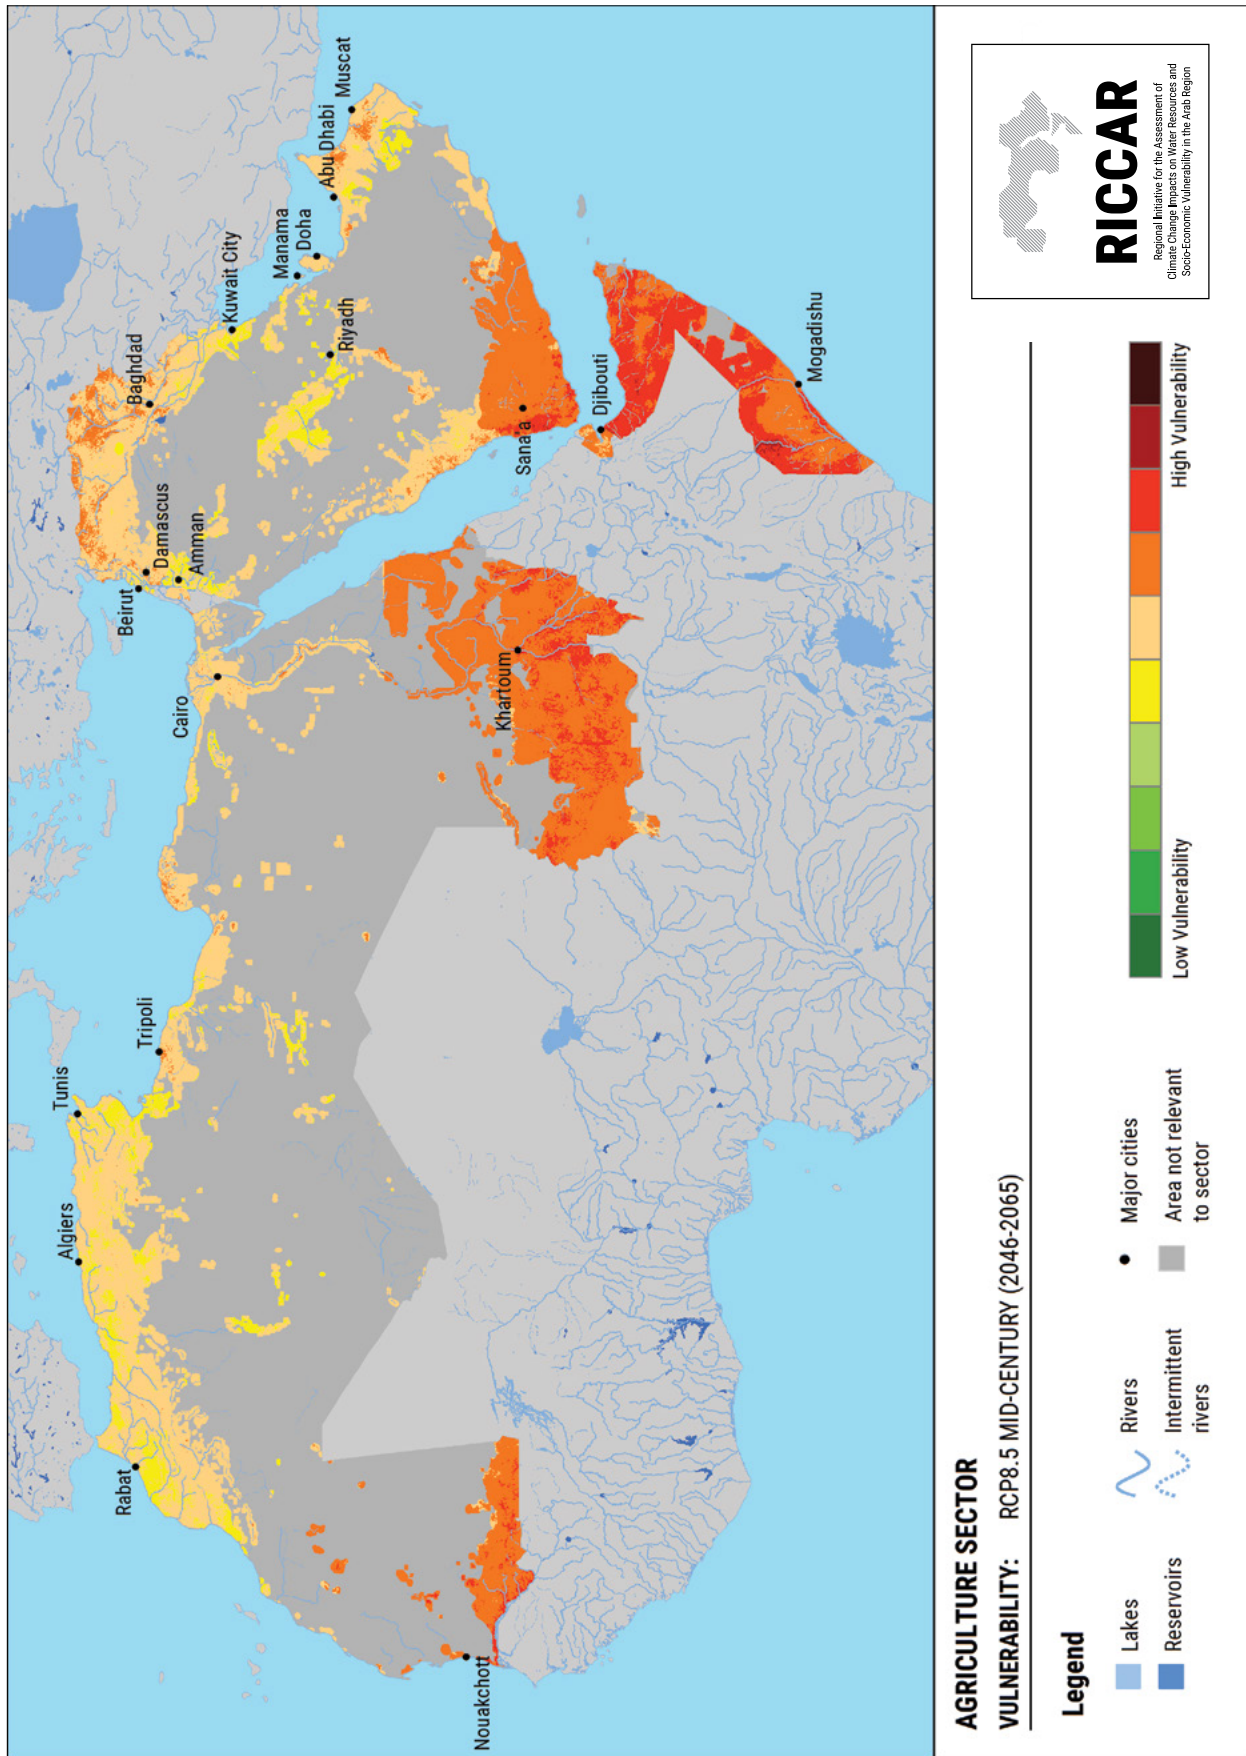 Muscat
Abu Dhabi
Manama
Doha
Kuwait City
Riyadh
Baghdad
Damascus
Amman
Beirut
Cairo
Tripoli
Tunis
Algiers
Rabat
Nouakchott
Khartoum
Sana'a
Djibouti
Mogadishu
AGRICULTURE SECTOR
VULNERABILITY: RCP8.5 MID-CENTURY (2046-2065)
Legend
Lakes
Reservoirs
Rivers
Intermittent
rivers
Major cities
Area not relevant
to sector
Low Vulnerability
High Vulnerability
RICCAR
Regional Initiative for the Assessment of
Climate Change Impacts on Water Resources and
Socio-Economic Vulnerability in the Arab Region